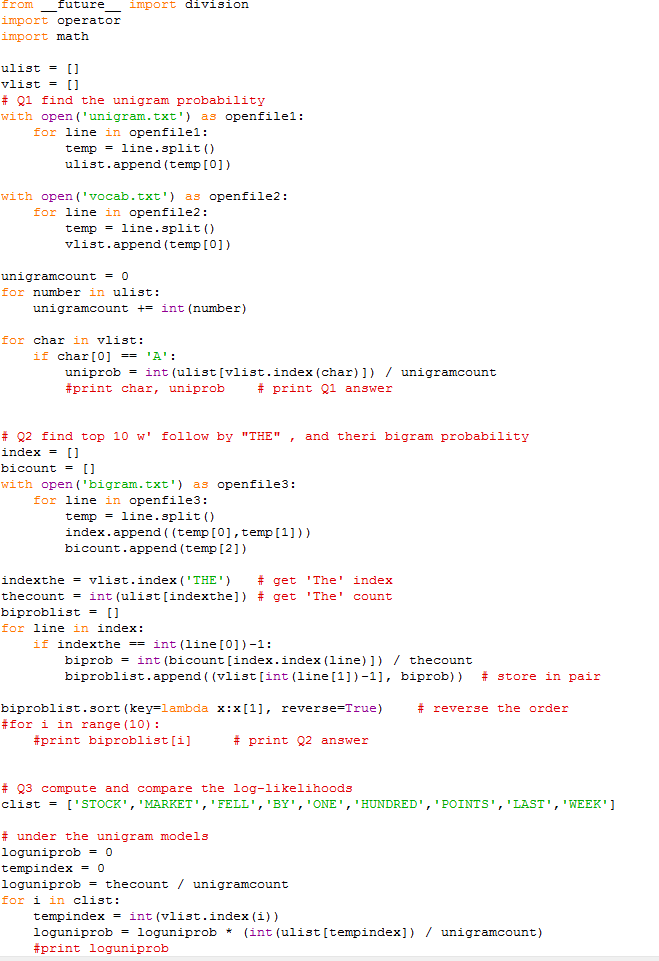 from __future__ import division
import operator
import math

ulist = []
vlist = []
# Q1 find the unigram probability
with open('unigram.txt') as openfile1:
    for line in openfile1:
        temp = line.split()
        ulist.append(temp[0])

with open('vocab.txt') as openfile2:
    for line in openfile2:
        temp = line.split()
        vlist.append(temp[0])

unigramcount = 0
for number in ulist:
    unigramcount += int(number)

for char in vlist:
    if char[0] == 'A':
        uniprob = int(ulist[vlist.index(char)]) / unigramcount
        #print char, uniprob    # print Q1 answer


# Q2 find top 10 w' follow by "THE" , and theri bigram probability
index = []
bicount = []
with open('bigram.txt') as openfile3:
    for line in openfile3:
        temp = line.split()
        index.append((temp[0],temp[1]))
        bicount.append(temp[2])

indexthe = vlist.index('THE')   # get 'The' index
thecount = int(ulist[indexthe]) # get 'The' count
biproblist = []
for line in index:
    if indexthe == int(line[0])-1:
        biprob = int(bicount[index.index(line)]) / thecount
        biproblist.append((vlist[int(line[1])-1], biprob))  # store in pair

biproblist.sort(key=lambda x:x[1], reverse=True)    # reverse the order
#for i in range(10):
    #print biproblist[i]     # print Q2 answer


# Q3 compute and compare the log-likelihoods
clist = ['STOCK','MARKET','FELL','BY','ONE','HUNDRED','POINTS','LAST','WEEK']

# under the unigram models
loguniprob = 0
tempindex = 0
loguniprob = thecount / unigramcount
for i in clist:
    tempindex = int(vlist.index(i))
    loguniprob = loguniprob * (int(ulist[tempindex]) / unigramcount)
    #print loguniprob